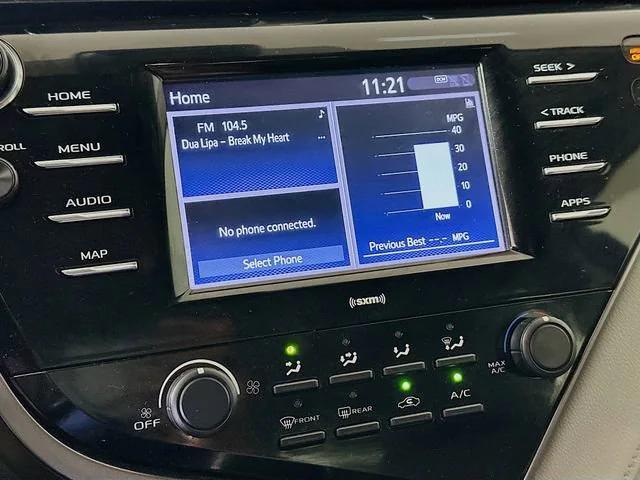 Home
11:21
DCM
FM 104.5
Dua Lipa – Break My Heart
No phone connected.
Select Phone
MPG
40
30
20
10
0
Now
Previous Best --.- MPG
HOME
MENU
AUDIO
MAP
SEEK >
< TRACK
PHONE
APPS
((sxm))
OFF
FRONT
REAR
A/C
MAX
A/C